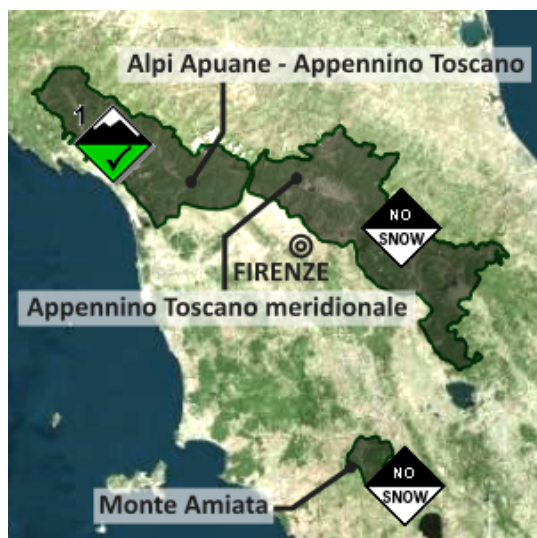 Alpi Apuane - Appennino Toscano
1
NO
SNOW
FIRENZE
Appennino Toscano meridionale
NO
SNOW
Monte Amiata